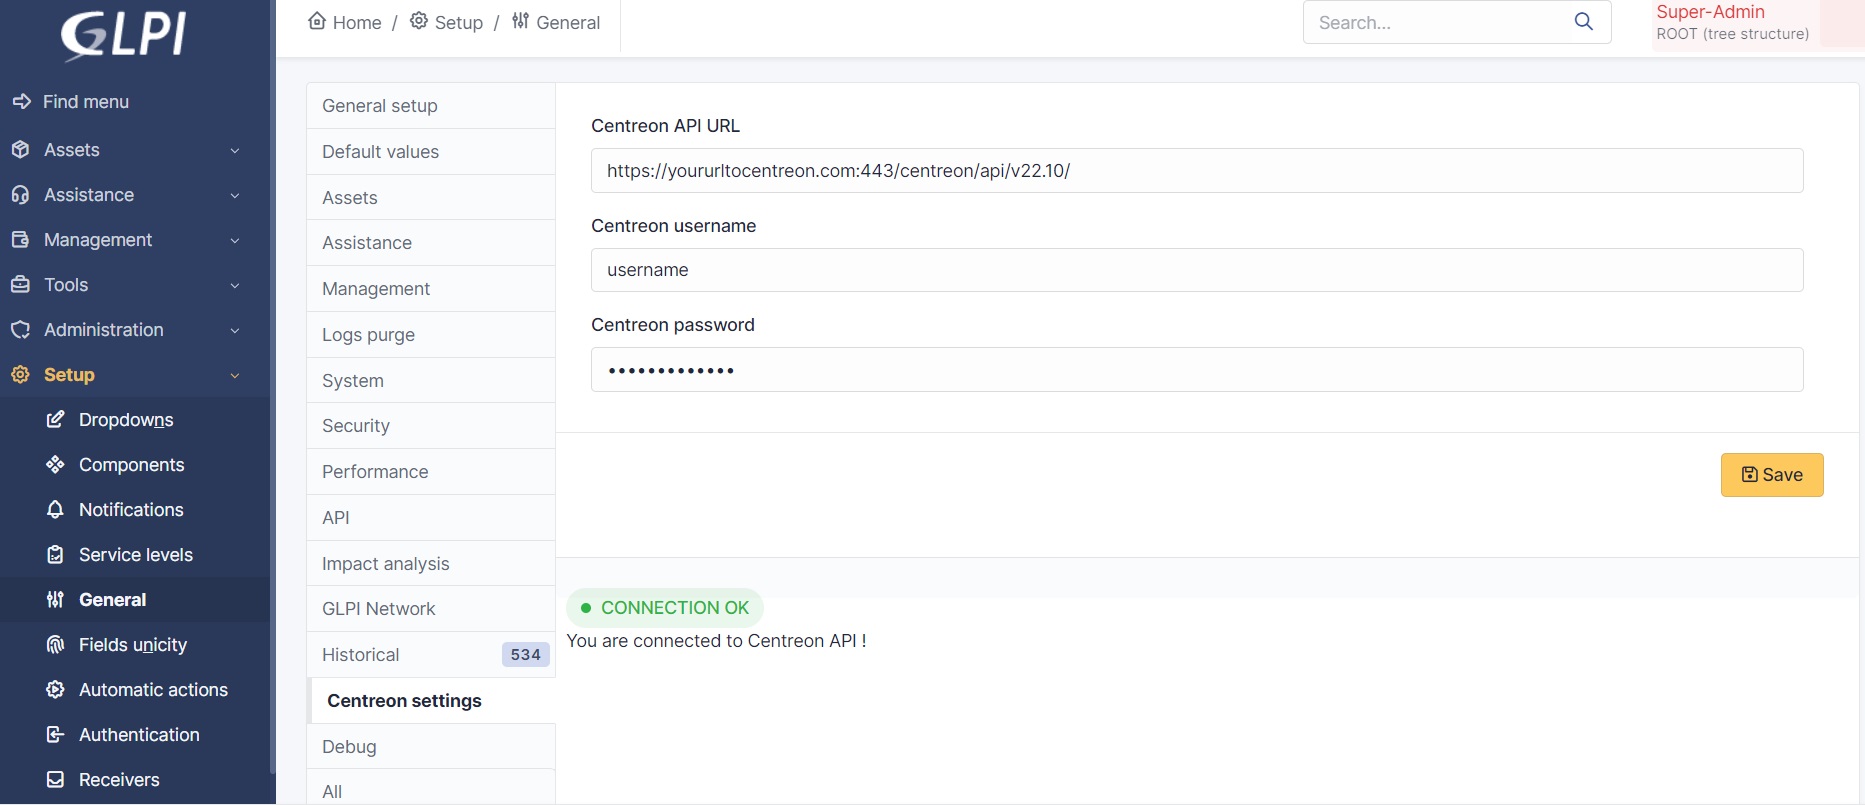 GLPI
Find menu
Assets
Assistance
Management
Tools
Administration
Setup
Dropdowns
Components
Notifications
Service levels
General
Fields unicity
Automatic actions
Authentication
Receivers
Home / Setup / General
Search...
Super-Admin
ROOT (tree structure)
General setup
Default values
Assets
Assistance
Management
Logs purge
System
Security
Performance
API
Impact analysis
GLPI Network
Historical 534
Centreon settings
Debug
All
Centreon API URL
https://yoururltocentreon.com:443/centreon/api/v22.10/
Centreon username
username
Centreon password
•••••••••••••
Save
CONNECTION OK
You are connected to Centreon API !